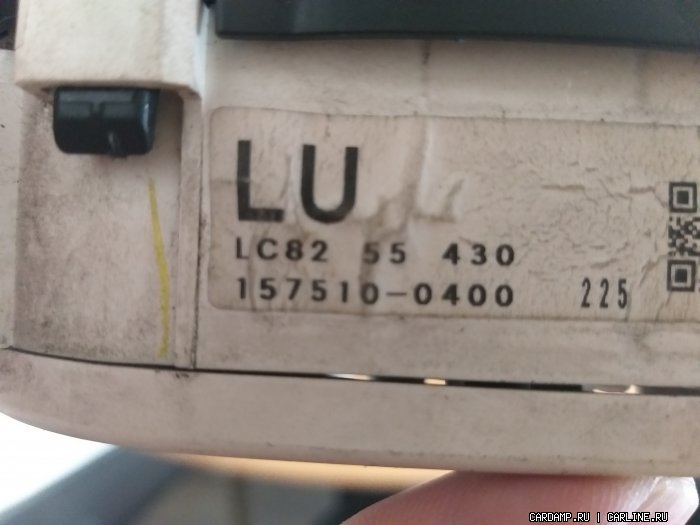 LU
LC82 55 430
157510-0400 225
CARDAMP.RU | CARLINE.RU